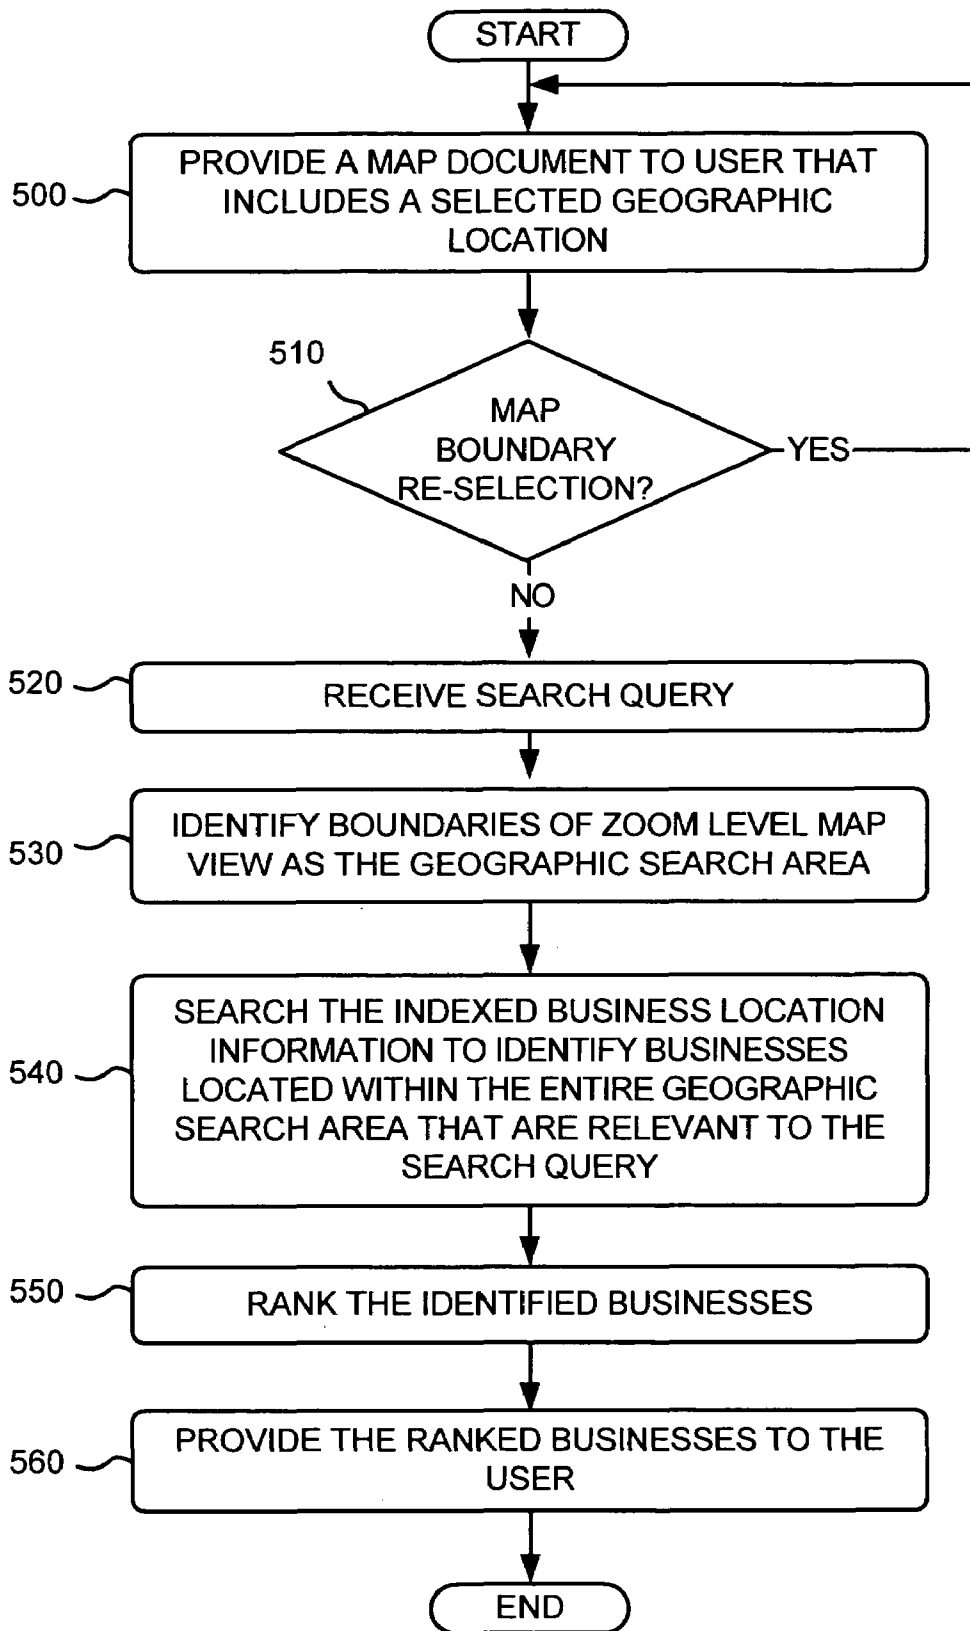 START
500
PROVIDE A MAP DOCUMENT TO USER THAT
INCLUDES A SELECTED GEOGRAPHIC
LOCATION
510
MAP
BOUNDARY
RE-SELECTION?
YES
NO
520
RECEIVE SEARCH QUERY
530
IDENTIFY BOUNDARIES OF ZOOM LEVEL MAP
VIEW AS THE GEOGRAPHIC SEARCH AREA
540
SEARCH THE INDEXED BUSINESS LOCATION
INFORMATION TO IDENTIFY BUSINESSES
LOCATED WITHIN THE ENTIRE GEOGRAPHIC
SEARCH AREA THAT ARE RELEVANT TO THE
SEARCH QUERY
550
RANK THE IDENTIFIED BUSINESSES
560
PROVIDE THE RANKED BUSINESSES TO THE
USER
END